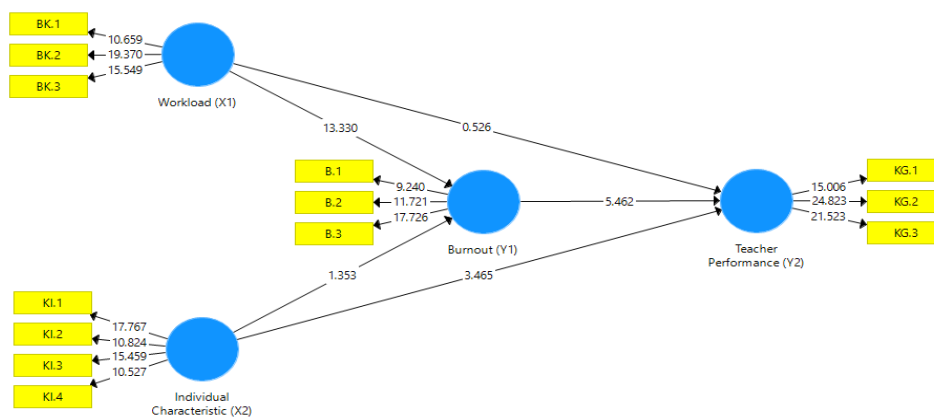 BK.1
BK.2
BK.3
10.659
19.370
15.549
Workload (X1)
13.330
0.526
B.1
B.2
B.3
9.240
11.721
17.726
Burnout (Y1)
5.462
KG.1
KG.2
KG.3
15.006
24.823
21.523
Teacher
Performance (Y2)
1.353
3.465
KI.1
KI.2
KI.3
KI.4
17.767
10.824
15.459
10.527
Individual
Characteristic (X2)